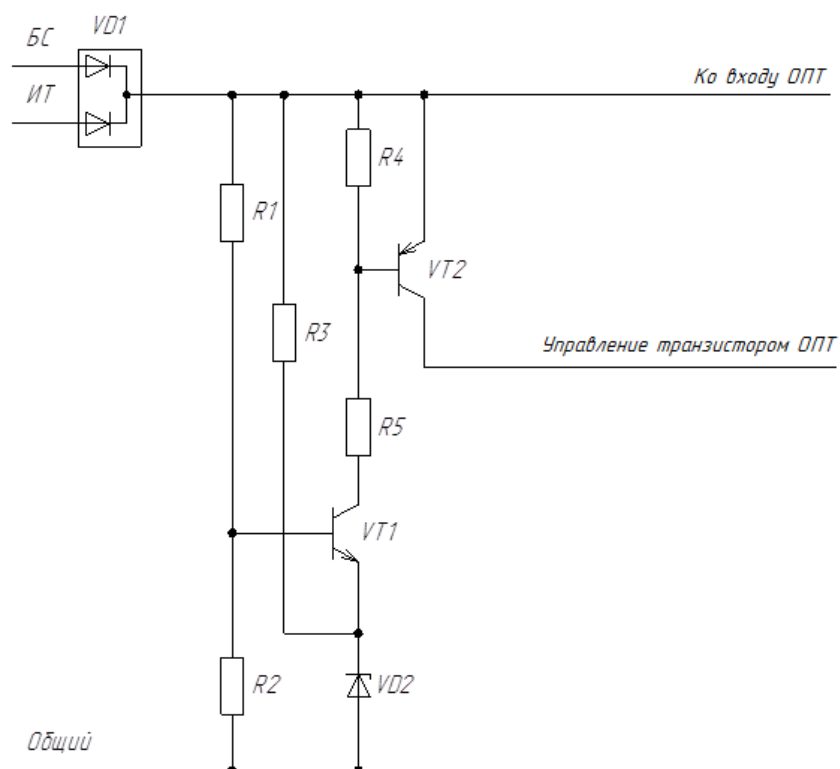 БС
VD1
ИТ
Ко входу ОПТ
R4
R1
VT2
R3
Управление транзистором ОПТ
R5
VT1
R2
VD2
Общий